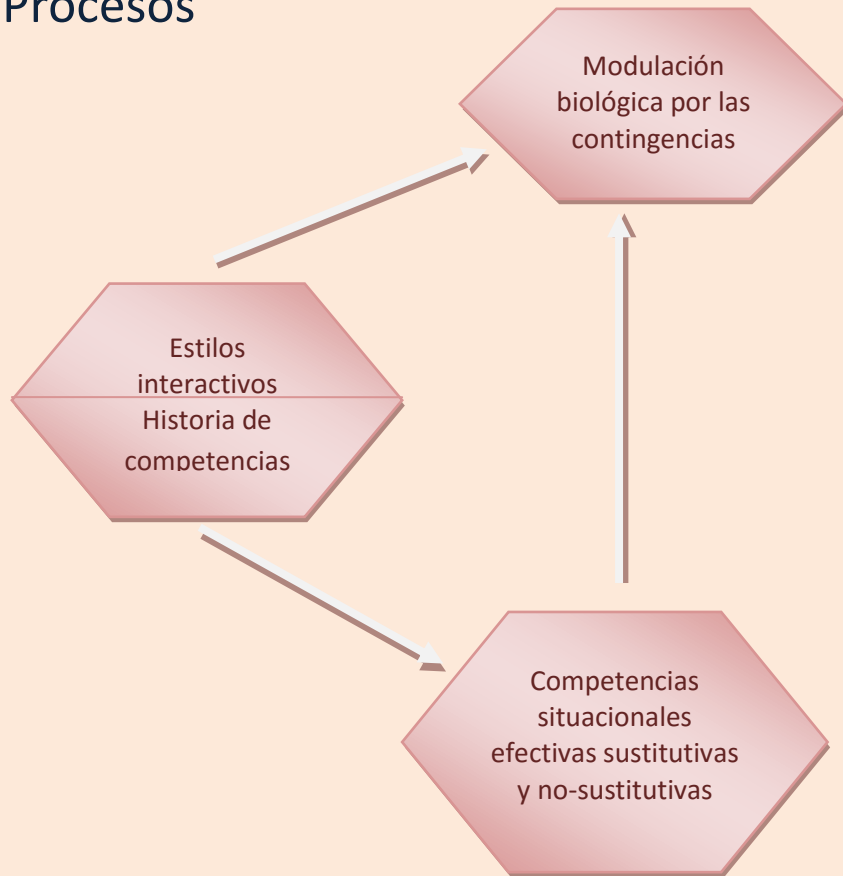 Procesos
Modulación
biológica por las
contingencias
Estilos
interactivos
Historia de
competencias
Competencias
situacionales
efectivas sustitutivas
y no-sustitutivas